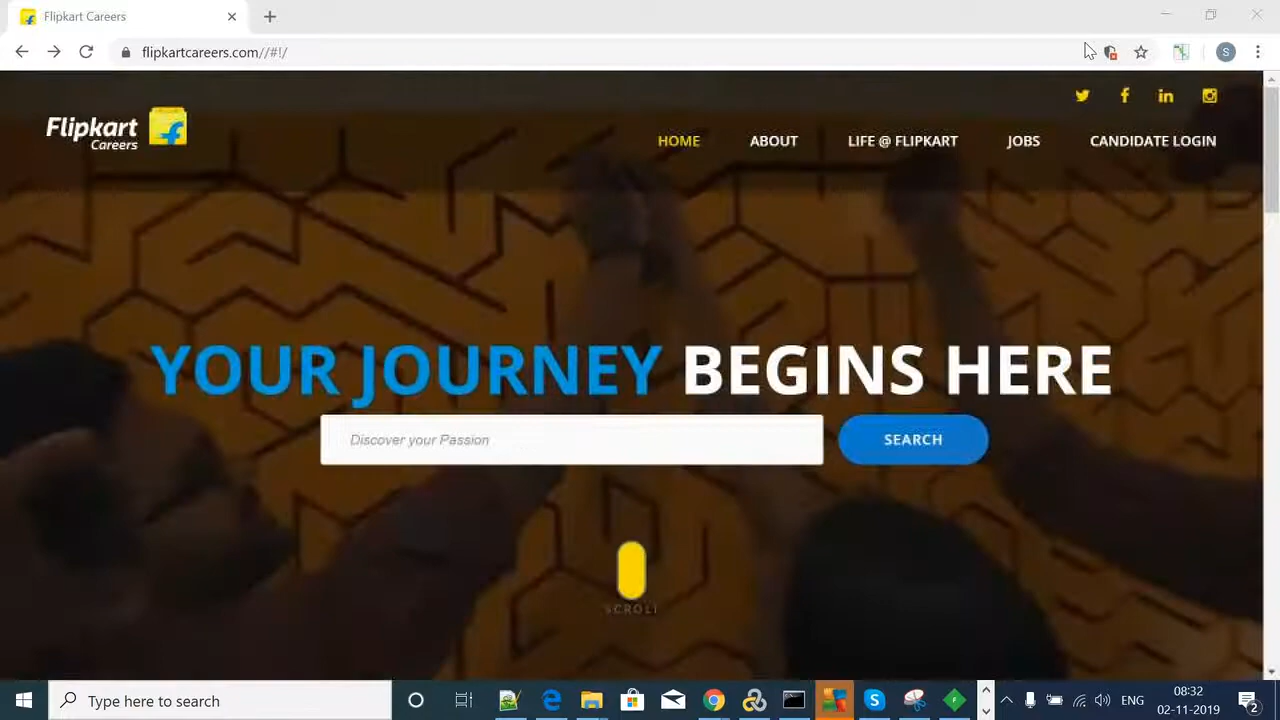 Flipkart Careers
flipkartcareers.com//#!/
S
Flipkart
Careers
HOME ABOUT LIFE @ FLIPKART JOBS CANDIDATE LOGIN
YOUR JOURNEY BEGINS HERE
Discover your Passion
SEARCH
SCROLL
Type here to search
ENG
08:32
02-11-2019
2